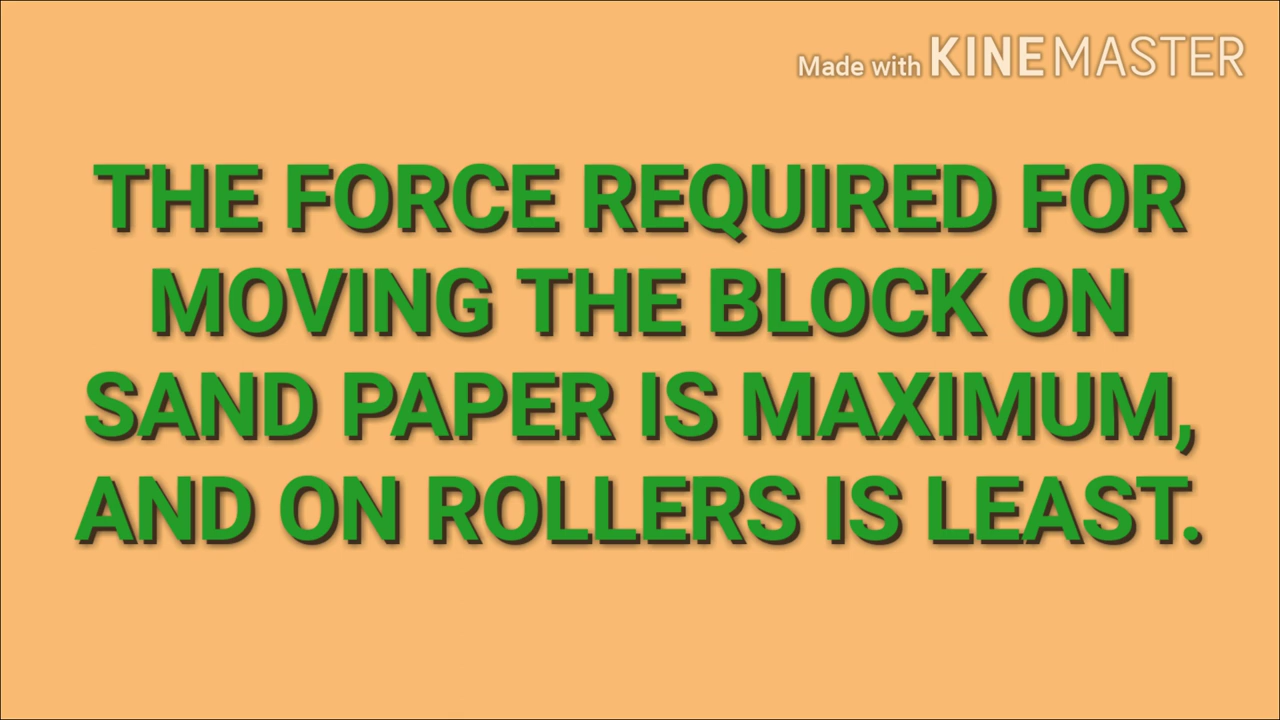 Made with KINEMASTER
THE FORCE REQUIRED FOR
MOVING THE BLOCK ON
SAND PAPER IS MAXIMUM,
AND ON ROLLERS IS LEAST.